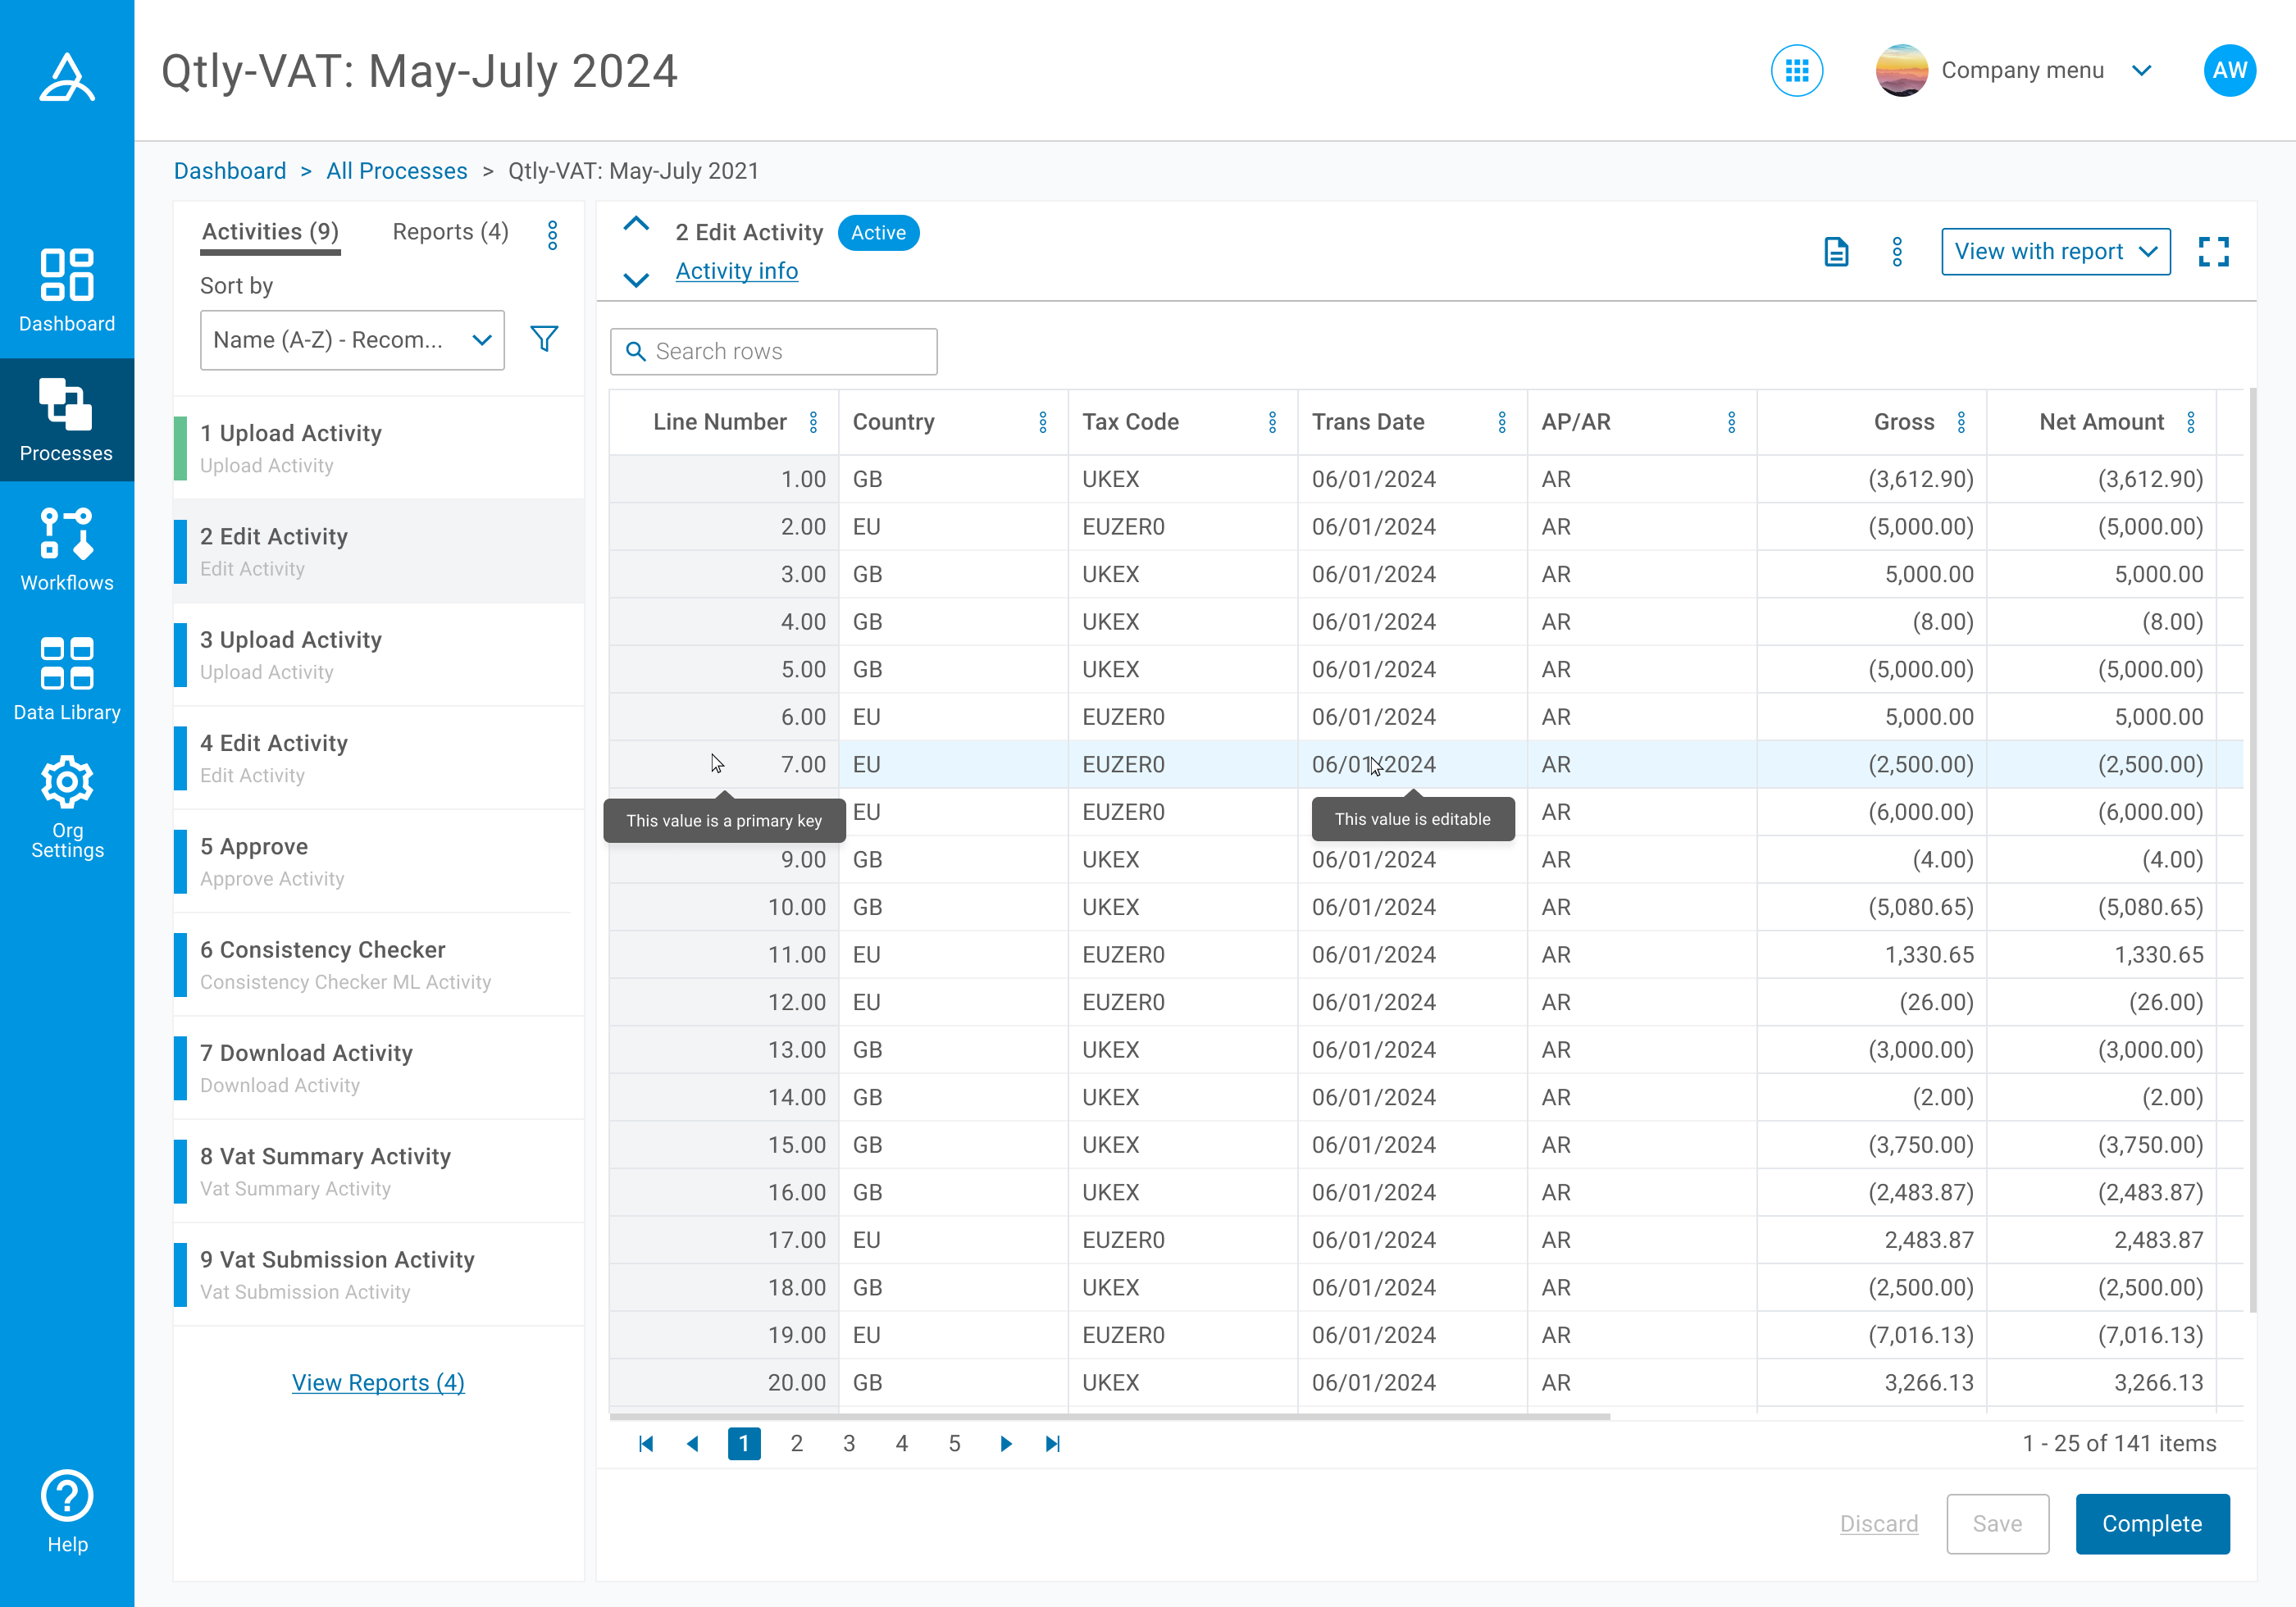 Qtly-VAT: May-July 2024
Company menu
AW
Dashboard > All Processes > Qtly-VAT: May-July 2021
Dashboard
Processes
Workflows
Data Library
Org
Settings
Help
Activities (9) Reports (4)
Sort by
Name (A-Z) - Recom...
1 Upload Activity
Upload Activity
2 Edit Activity
Edit Activity
3 Upload Activity
Upload Activity
4 Edit Activity
Edit Activity
5 Approve
Approve Activity
6 Consistency Checker
Consistency Checker ML Activity
7 Download Activity
Download Activity
8 Vat Summary Activity
Vat Summary Activity
9 Vat Submission Activity
Vat Submission Activity
View Reports (4)
2 Edit Activity Active
Activity info
View with report
Search rows
Line Number Country Tax Code Trans Date AP/AR Gross Net Amount
1.00 GB UKEX 06/01/2024 AR (3,612.90) (3,612.90)
2.00 EU EUZER0 06/01/2024 AR (5,000.00) (5,000.00)
3.00 GB UKEX 06/01/2024 AR 5,000.00 5,000.00
4.00 GB UKEX 06/01/2024 AR (8.00) (8.00)
5.00 GB UKEX 06/01/2024 AR (5,000.00) (5,000.00)
6.00 EU EUZER0 06/01/2024 AR 5,000.00 5,000.00
7.00 EU EUZER0 06/01/2024 AR (2,500.00) (2,500.00)
This value is a primary key EU EUZER0 This value is editable AR (6,000.00) (6,000.00)
9.00 GB UKEX 06/01/2024 AR (4.00) (4.00)
10.00 GB UKEX 06/01/2024 AR (5,080.65) (5,080.65)
11.00 EU EUZER0 06/01/2024 AR 1,330.65 1,330.65
12.00 EU EUZER0 06/01/2024 AR (26.00) (26.00)
13.00 GB UKEX 06/01/2024 AR (3,000.00) (3,000.00)
14.00 GB UKEX 06/01/2024 AR (2.00) (2.00)
15.00 GB UKEX 06/01/2024 AR (3,750.00) (3,750.00)
16.00 GB UKEX 06/01/2024 AR (2,483.87) (2,483.87)
17.00 EU EUZER0 06/01/2024 AR 2,483.87 2,483.87
18.00 GB UKEX 06/01/2024 AR (2,500.00) (2,500.00)
19.00 EU EUZER0 06/01/2024 AR (7,016.13) (7,016.13)
20.00 GB UKEX 06/01/2024 AR 3,266.13 3,266.13
1 2 3 4 5 1 - 25 of 141 items
Discard Save Complete